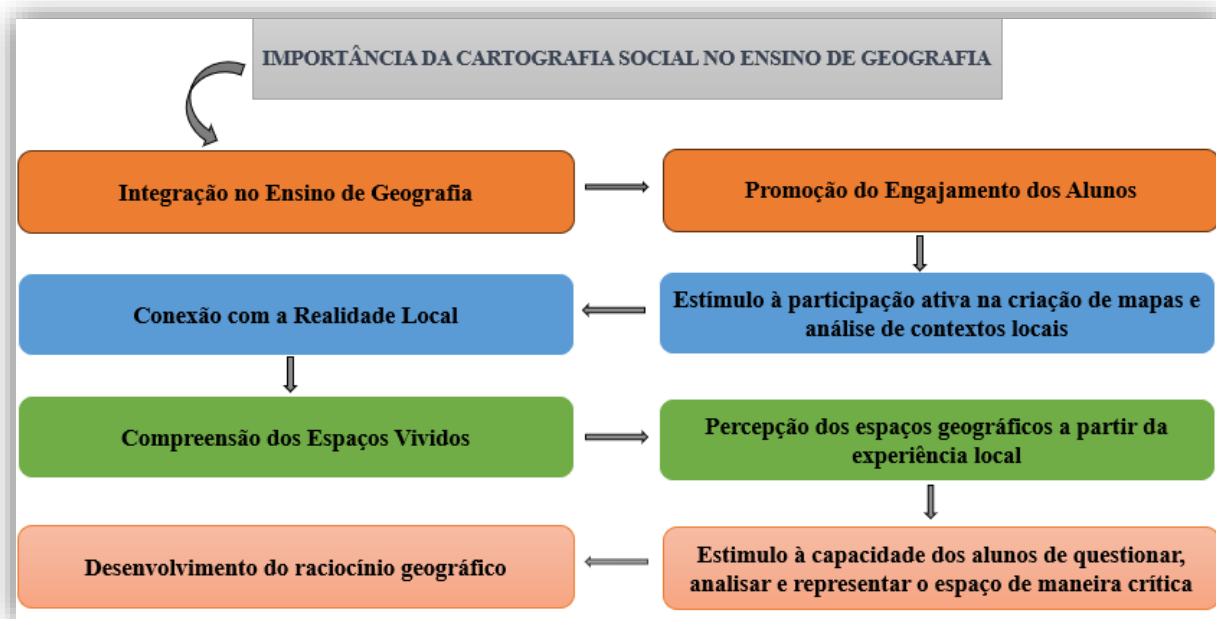 IMPORTÂNCIA DA CARTOGRAFIA SOCIAL NO ENSINO DE GEOGRAFIA
Integração no Ensino de Geografia
Promoção do Engajamento dos Alunos
Estímulo à participação ativa na criação de mapas e
análise de contextos locais
Conexão com a Realidade Local
Compreensão dos Espaços Vividos
Percepção dos espaços geográficos a partir da
experiência local
Estimulo à capacidade dos alunos de questionar,
analisar e representar o espaço de maneira crítica
Desenvolvimento do raciocínio geográfico